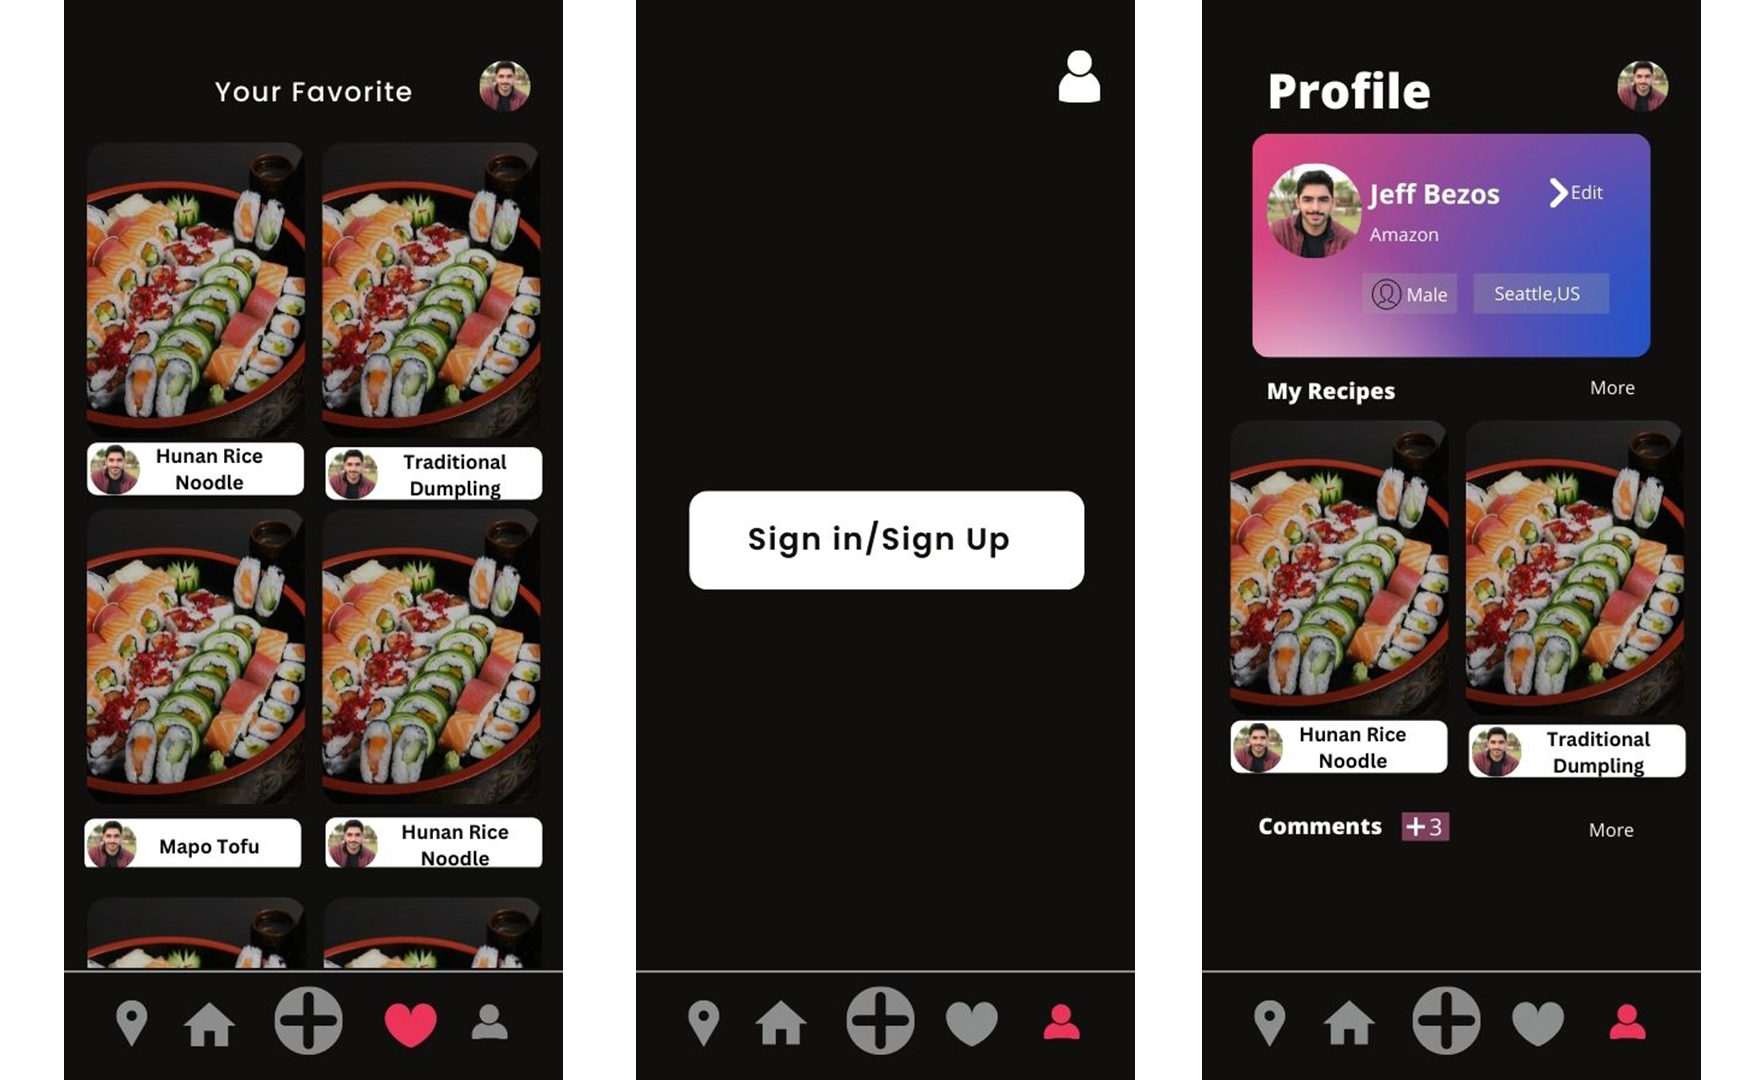 Your Favorite
Hunan Rice
Noodle
Traditional
Dumpling
Mapo Tofu
Hunan Rice
Noodle
Sign in/Sign Up
Profile
Jeff Bezos
Edit
Amazon
Male
Seattle,US
My Recipes
More
Hunan Rice
Noodle
Traditional
Dumpling
Comments
+3
More